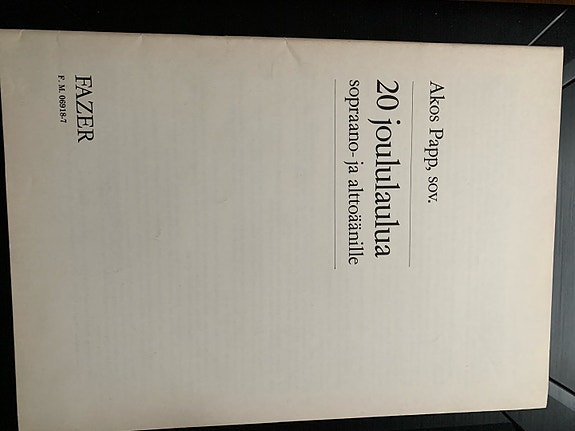 Akos Papp, sov.
20 joululaulua
sopraano- ja alttoäänille
FAZER
F. M. 06918-7